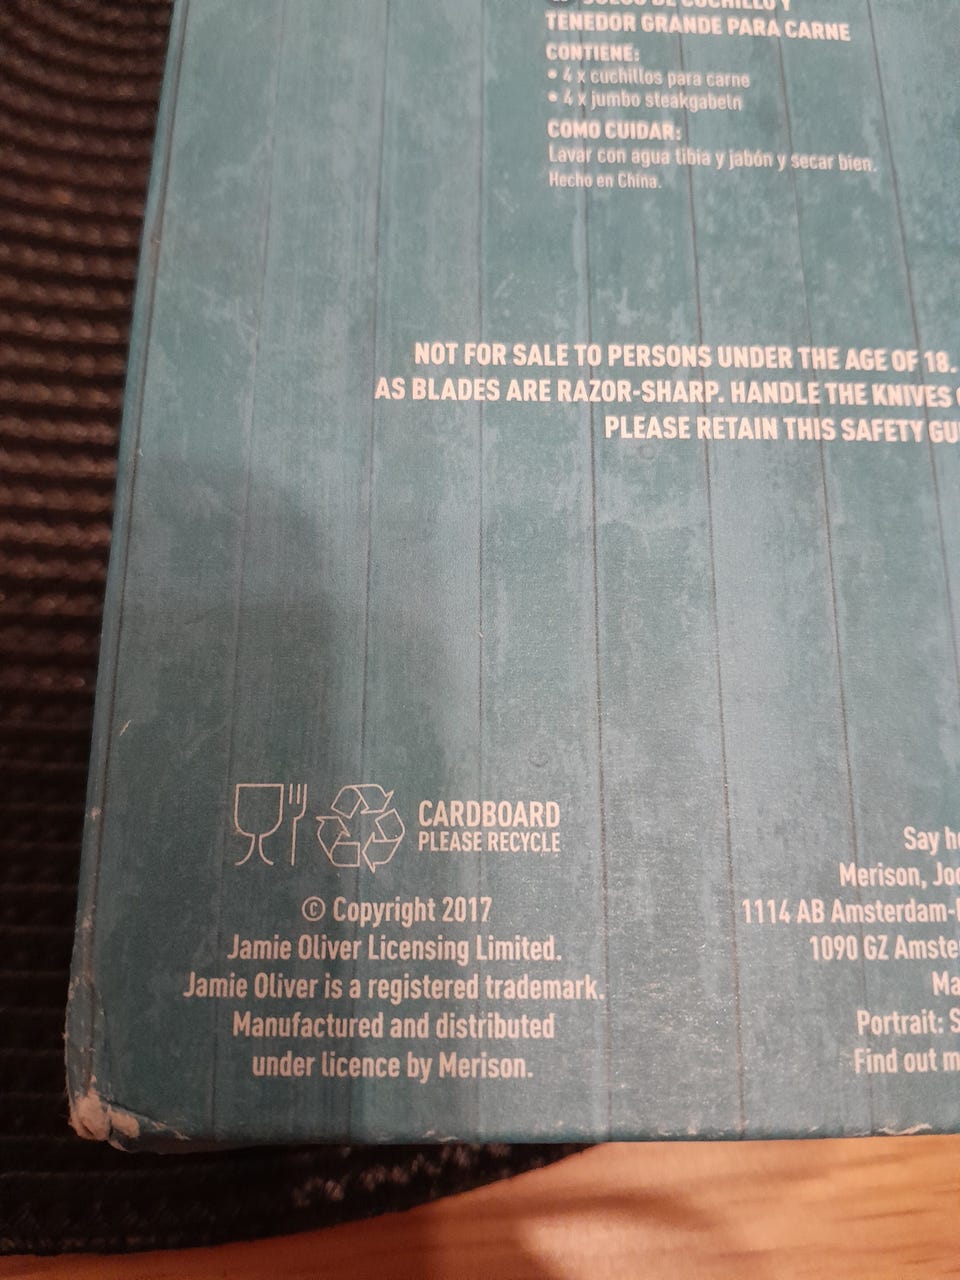 JUEGO DE CUCHILLO Y
TENEDOR GRANDE PARA CARNE
CONTIENE:
• 4 x cuchillos para carne
• 4 x jumbo steakgabeln
COMO CUIDAR:
Lavar con agua tibia y jabón y secar bien.
Hecho en China.
NOT FOR SALE TO PERSONS UNDER THE AGE OF 18.
AS BLADES ARE RAZOR-SHARP. HANDLE THE KNIVES
PLEASE RETAIN THIS SAFETY
CARDBOARD
PLEASE RECYCLE
© Copyright 2017
Jamie Oliver Licensing Limited.
Jamie Oliver is a registered trademark.
Manufactured and distributed
under licence by Merison.
Say
Merison,
1114 AB Amsterdam-
1090 GZ
Portrait:
Find out